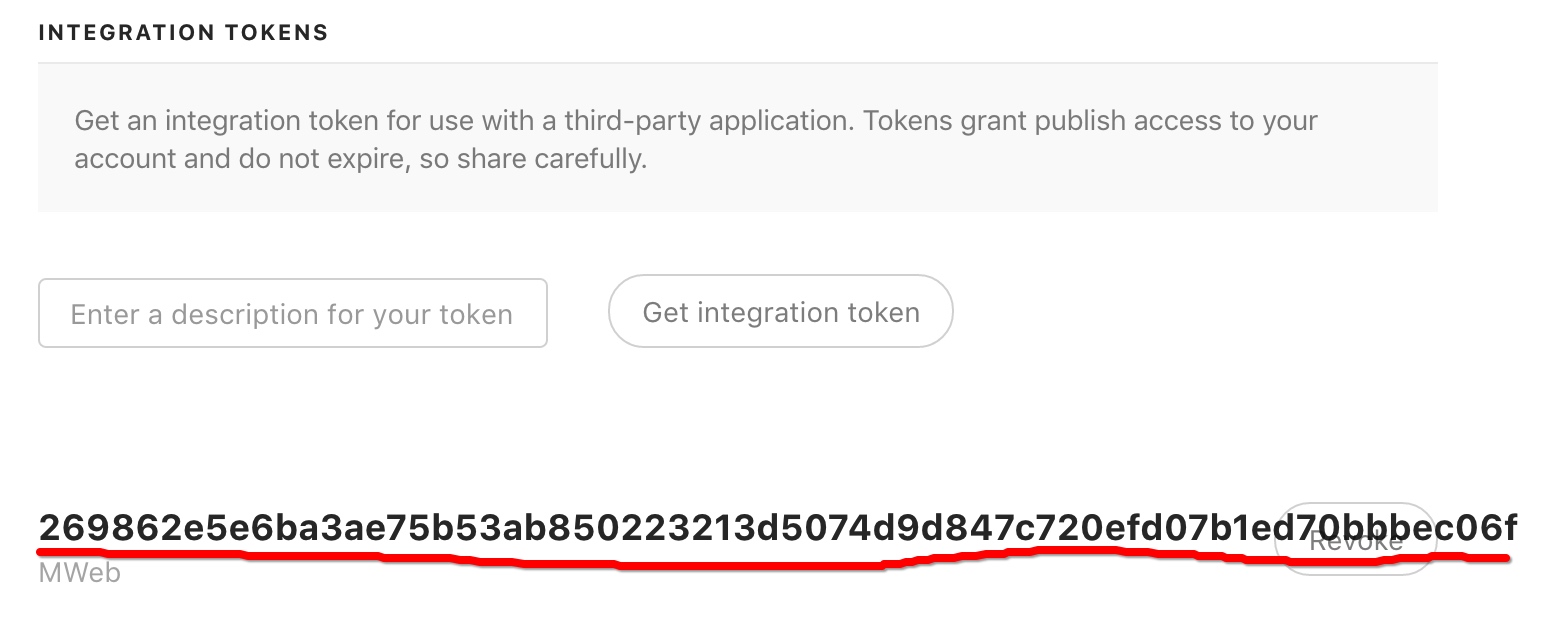 INTEGRATION TOKENS
Get an integration token for use with a third-party application. Tokens grant publish access to your
account and do not expire, so share carefully.
Enter a description for your token
Get integration token
269862e5e6ba3ae75b53ab850223213d5074d9d847c720efd07b1ed70bbbec06f
Revoke
MWeb